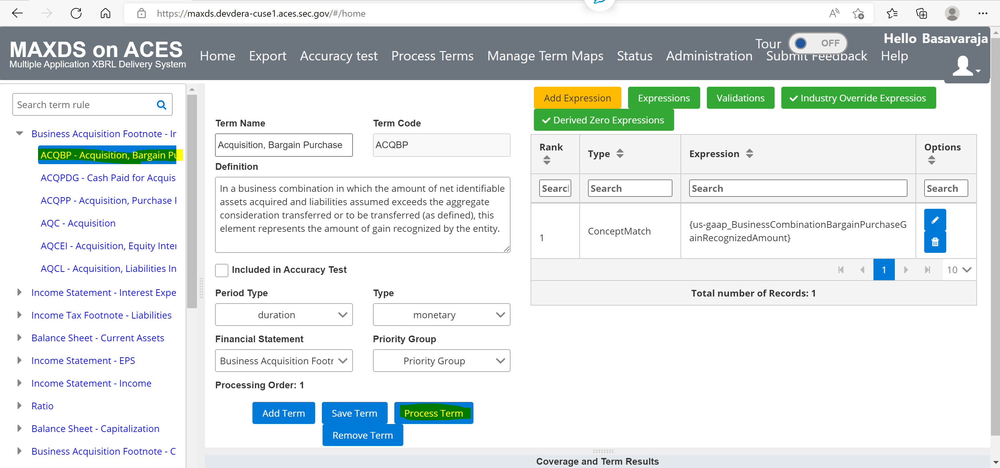 https://maxds.devdera-cuse1.aces.sec.gov/#/home
MAXDS on ACES
Multiple Application XBRL Delivery System
Home Export Accuracy test Process Terms Manage Term Maps Status Administration Submit Feedback Help
Tour OFF
Hello Basavaraja
Search term rule
Business Acquisition Footnote - Ir
ACQBP - Acquisition, Bargain Pu
ACQPDG - Cash Paid for Acquis
ACQPP - Acquisition, Purchase
AQC - Acquisition
AQCEI - Acquisition, Equity Inter
AQCL - Acquisition, Liabilities In
Income Statement - Interest Expe
Income Tax Footnote - Liabilities
Balance Sheet - Current Assets
Income Statement - EPS
Income Statement - Income
Ratio
Balance Sheet - Capitalization
Business Acquisition Footnote - C
Term Name Term Code
Acquisition, Bargain Purchase ACQBP
Definition
In a business combination in which the amount of net identifiable
assets acquired and liabilities assumed exceeds the aggregate
consideration transferred or to be transferred (as defined), this
element represents the amount of gain recognized by the entity.
Included in Accuracy Test
Period Type Type
duration monetary
Financial Statement Priority Group
Business Acquisition Footr Priority Group
Processing Order: 1
Add Term Save Term Process Term
Remove Term
Add Expression Expressions Validations Industry Override Expressios
Derived Zero Expressions
Rank Type Expression Options
Search Search Search Search
1 ConceptMatch {us-gaap_BusinessCombinationBargainPurchaseG
ainRecognizedAmount}
1 10
Total number of Records: 1
Coverage and Term Results